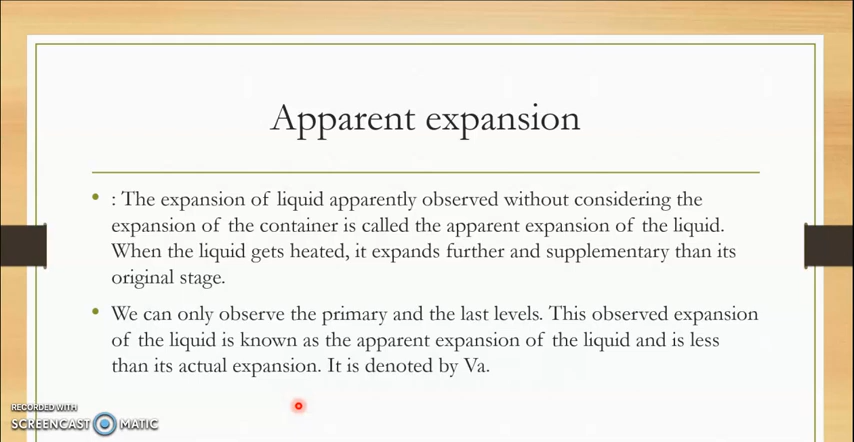 Apparent expansion
• : The expansion of liquid apparently observed without considering the
expansion of the container is called the apparent expansion of the liquid.
When the liquid gets heated, it expands further and supplementary than its
original stage.
• We can only observe the primary and the last levels. This observed expansion
of the liquid is known as the apparent expansion of the liquid and is less
than its actual expansion. It is denoted by Va.
RECORDED WITH
SCREENCAST MATIC